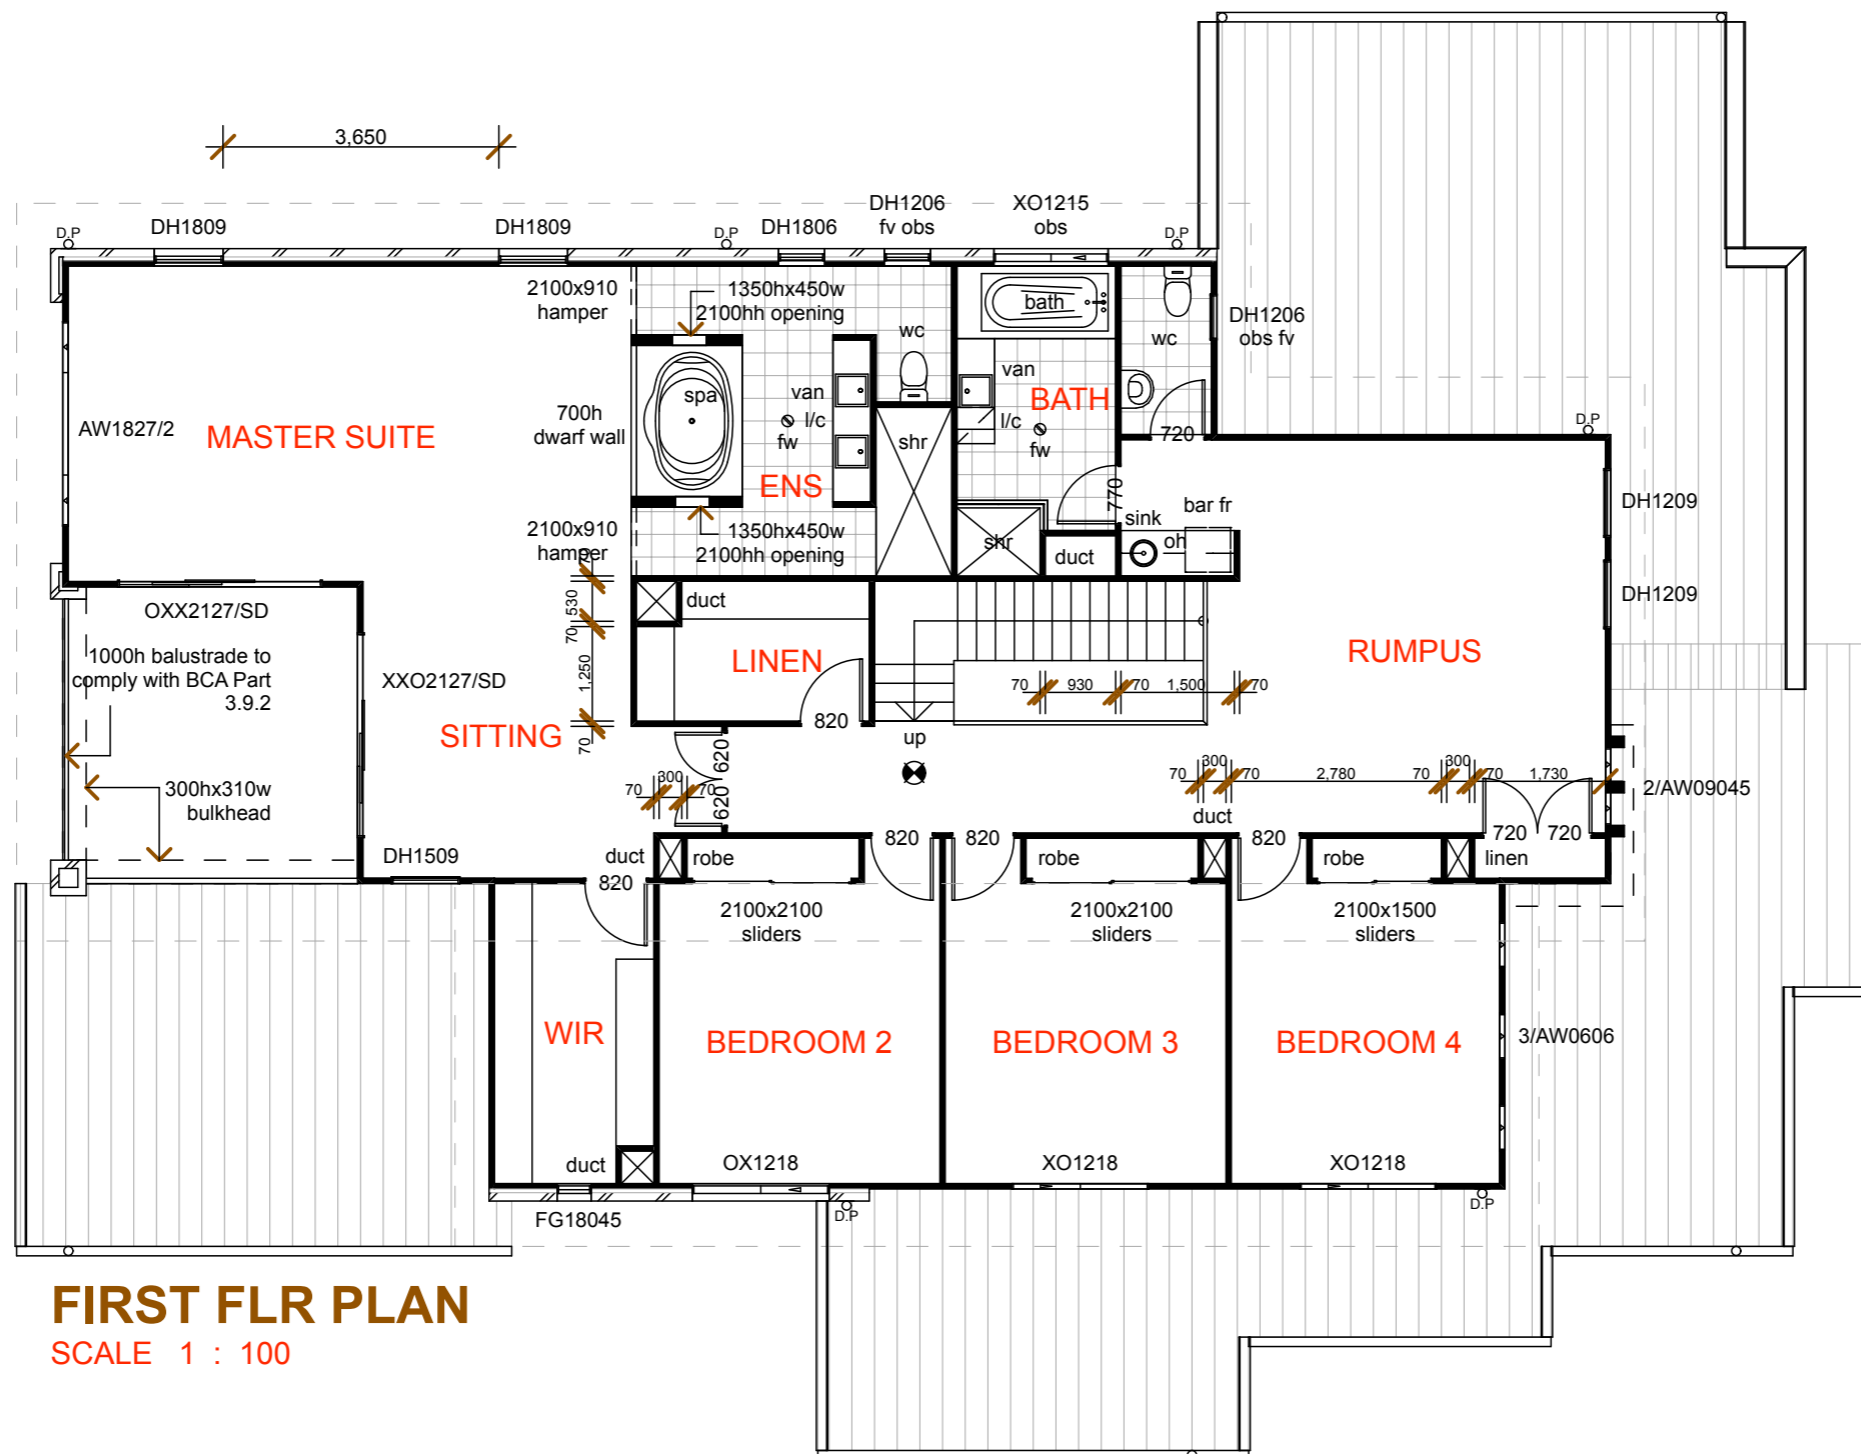 3,650
DH1206
fv obs
XO1215
obs
D.P
DH1809
DH1809
D.P
DH1806
D.P
2100x910
hamper
1350hx450w
2100hh opening
bath
wc
wc
DH1206
obs fv
AW1827/2
MASTER SUITE
700h
dwarf wall
spa
van
l/c
fw
ENS
shr
van
BATH
l/c
fw
720
770
D.P
2100x910
hamper
1350hx450w
2100hh opening
shr
duct
sink
oh
bar fr
DH1209
DH1209
OXX2127/SD
1000h balustrade to
comply with BCA Part
3.9.2
XXO2127/SD
SITTING
70
530
70
1,250
70
duct
LINEN
820
RUMPUS
70
930
70
1,500
70
up
300hx310w
bulkhead
620
620
70
300
70
70
300
70
2,780
70
300
70
1,730
2/AW09045
DH1509
duct
820
robe
820
820
robe
duct
820
robe
720
720
linen
2100x2100
sliders
2100x2100
sliders
2100x1500
sliders
WIR
BEDROOM 2
BEDROOM 3
BEDROOM 4
3/AW0606
duct
OX1218
XO1218
XO1218
FG18045
D.P
D.P
FIRST FLR PLAN
SCALE 1 : 100